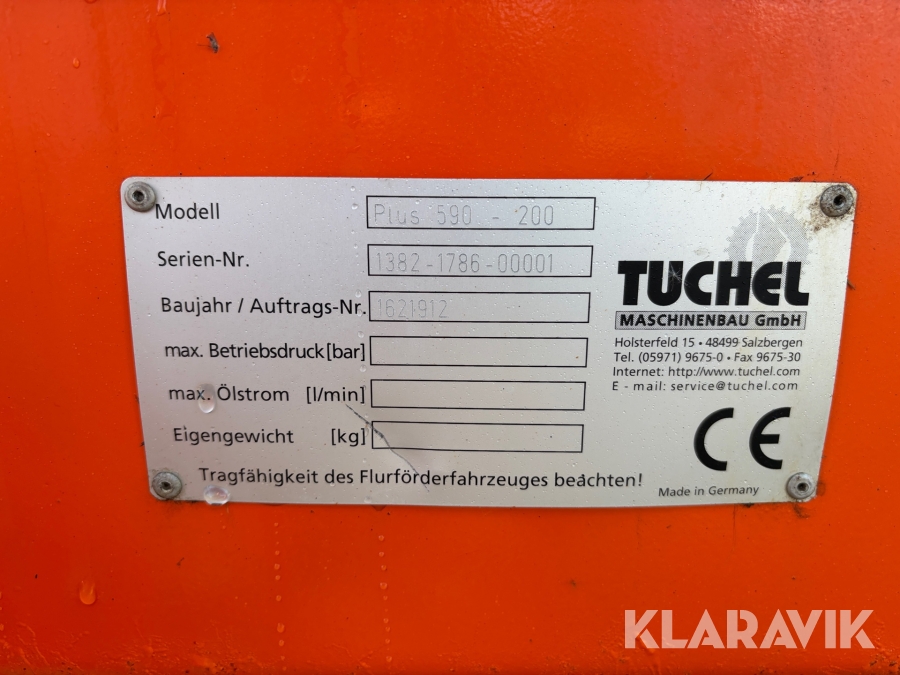 Modell Plus 590 - 200
Serien-Nr. 1382-1786-00001
Baujahr / Auftrags-Nr. 1621912
max. Betriebsdruck [bar]
max. Ölstrom [l/min]
Eigengewicht [kg]
Tragfähigkeit des Flurförderfahrzeuges beachten!
TUCHEL
MASCHINENBAU GmbH
Holsterfeld 15 • 48499 Salzbergen
Tel. (05971) 9675-0 • Fax 9675-30
Internet: http://www.tuchel.com
E - mail: service@tuchel.com
CE
Made in Germany
KLARAVIK